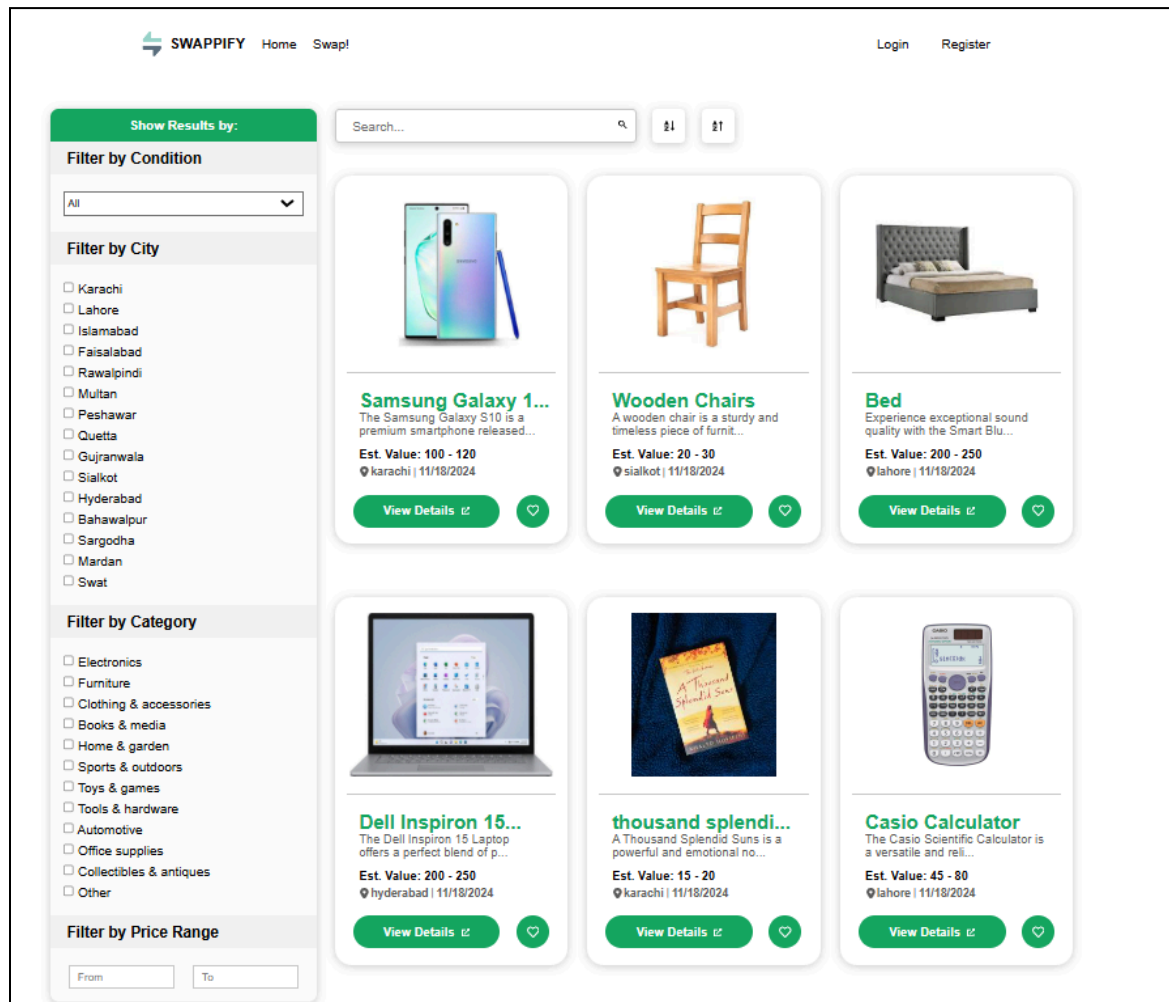 SWAPPIFY Home Swap! Login Register
Show Results by:
Filter by Condition
All
Filter by City
Karachi
Lahore
Islamabad
Faisalabad
Rawalpindi
Multan
Peshawar
Quetta
Gujranwala
Sialkot
Hyderabad
Bahawalpur
Sargodha
Mardan
Swat
Filter by Category
Electronics
Furniture
Clothing & accessories
Books & media
Home & garden
Sports & outdoors
Toys & games
Tools & hardware
Automotive
Office supplies
Collectibles & antiques
Other
Filter by Price Range
From
To
Search...
SAMSUNG
Samsung Galaxy 1...
The Samsung Galaxy S10 is a
premium smartphone released...
Est. Value: 100 - 120
karachi | 11/18/2024
View Details
Wooden Chairs
A wooden chair is a sturdy and
timeless piece of furnit...
Est. Value: 20 - 30
sialkot | 11/18/2024
View Details
Bed
Experience exceptional sound
quality with the Smart Blu...
Est. Value: 200 - 250
lahore | 11/18/2024
View Details
Dell Inspiron 15...
The Dell Inspiron 15 Laptop
offers a perfect blend of p...
Est. Value: 200 - 250
hyderabad | 11/18/2024
View Details
A Thousand
Splendid Suns
thousand splendi...
A Thousand Splendid Suns is a
powerful and emotional no...
Est. Value: 15 - 20
karachi | 11/18/2024
View Details
CASIO
Casio Calculator
The Casio Scientific Calculator is
a versatile and reli...
Est. Value: 45 - 80
lahore | 11/18/2024
View Details